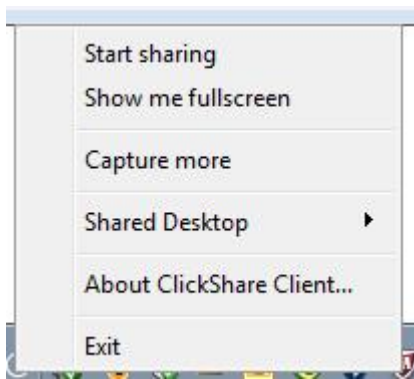 Start sharing
Show me fullscreen
Capture more
Shared Desktop
About ClickShare Client...
Exit